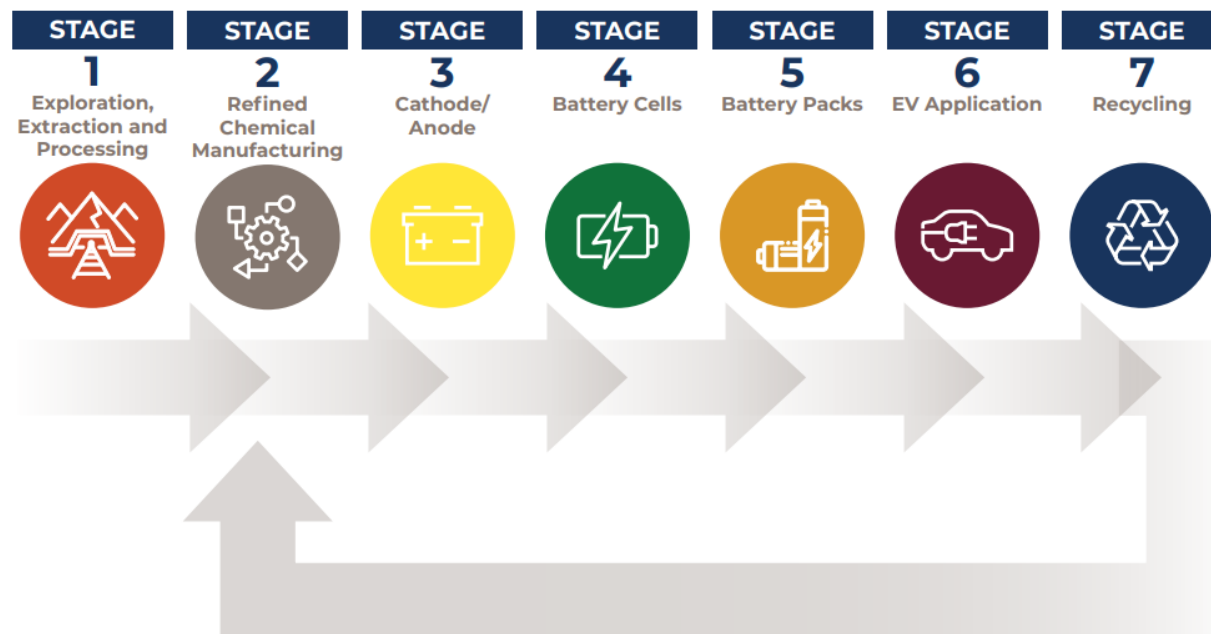 STAGE
1
Exploration,
Extraction and
Processing
STAGE
2
Refined
Chemical
Manufacturing
STAGE
3
Cathode/
Anode
STAGE
4
Battery Cells
STAGE
5
Battery Packs
STAGE
6
EV Application
STAGE
7
Recycling